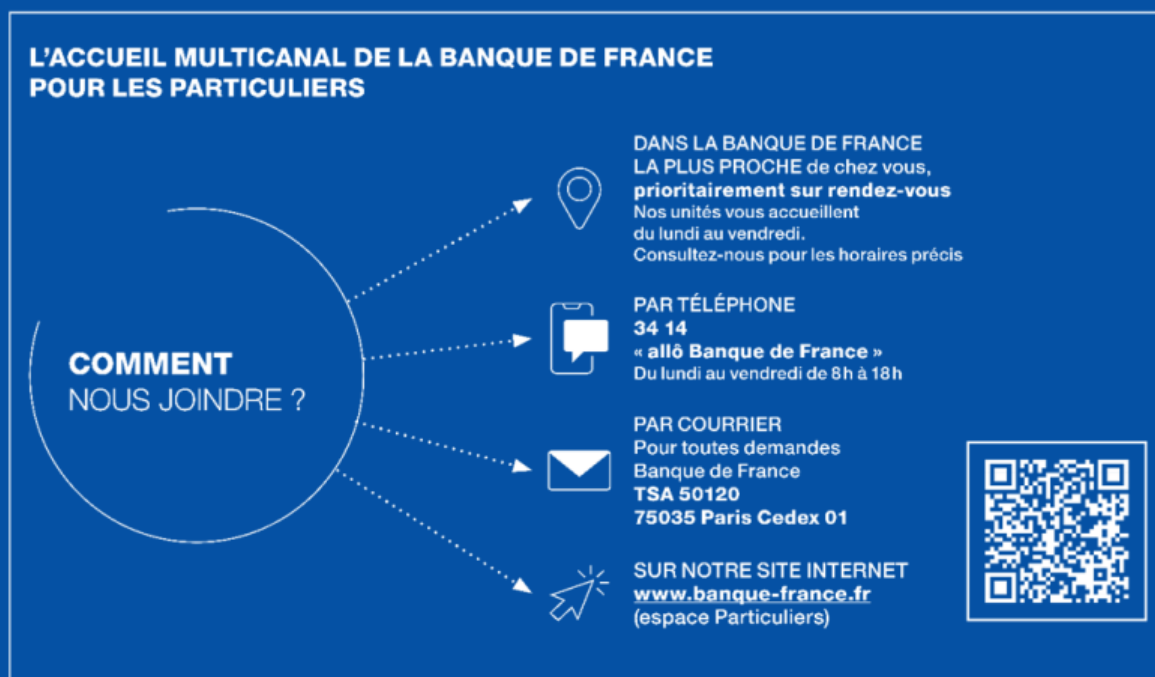 L'ACCUEIL MULTICANAL DE LA BANQUE DE FRANCE
POUR LES PARTICULIERS
COMMENT
NOUS JOINDRE ?
DANS LA BANQUE DE FRANCE
LA PLUS PROCHE de chez vous,
prioritairement sur rendez-vous
Nos unités vous accueillent
du lundi au vendredi.
Consultez-nous pour les horaires précis
PAR TÉLÉPHONE
34 14
« allô Banque de France »
Du lundi au vendredi de 8h à 18h
PAR COURRIER
Pour toutes demandes
Banque de France
TSA 50120
75035 Paris Cedex 01
SUR NOTRE SITE INTERNET
www.banque-france.fr
(espace Particuliers)